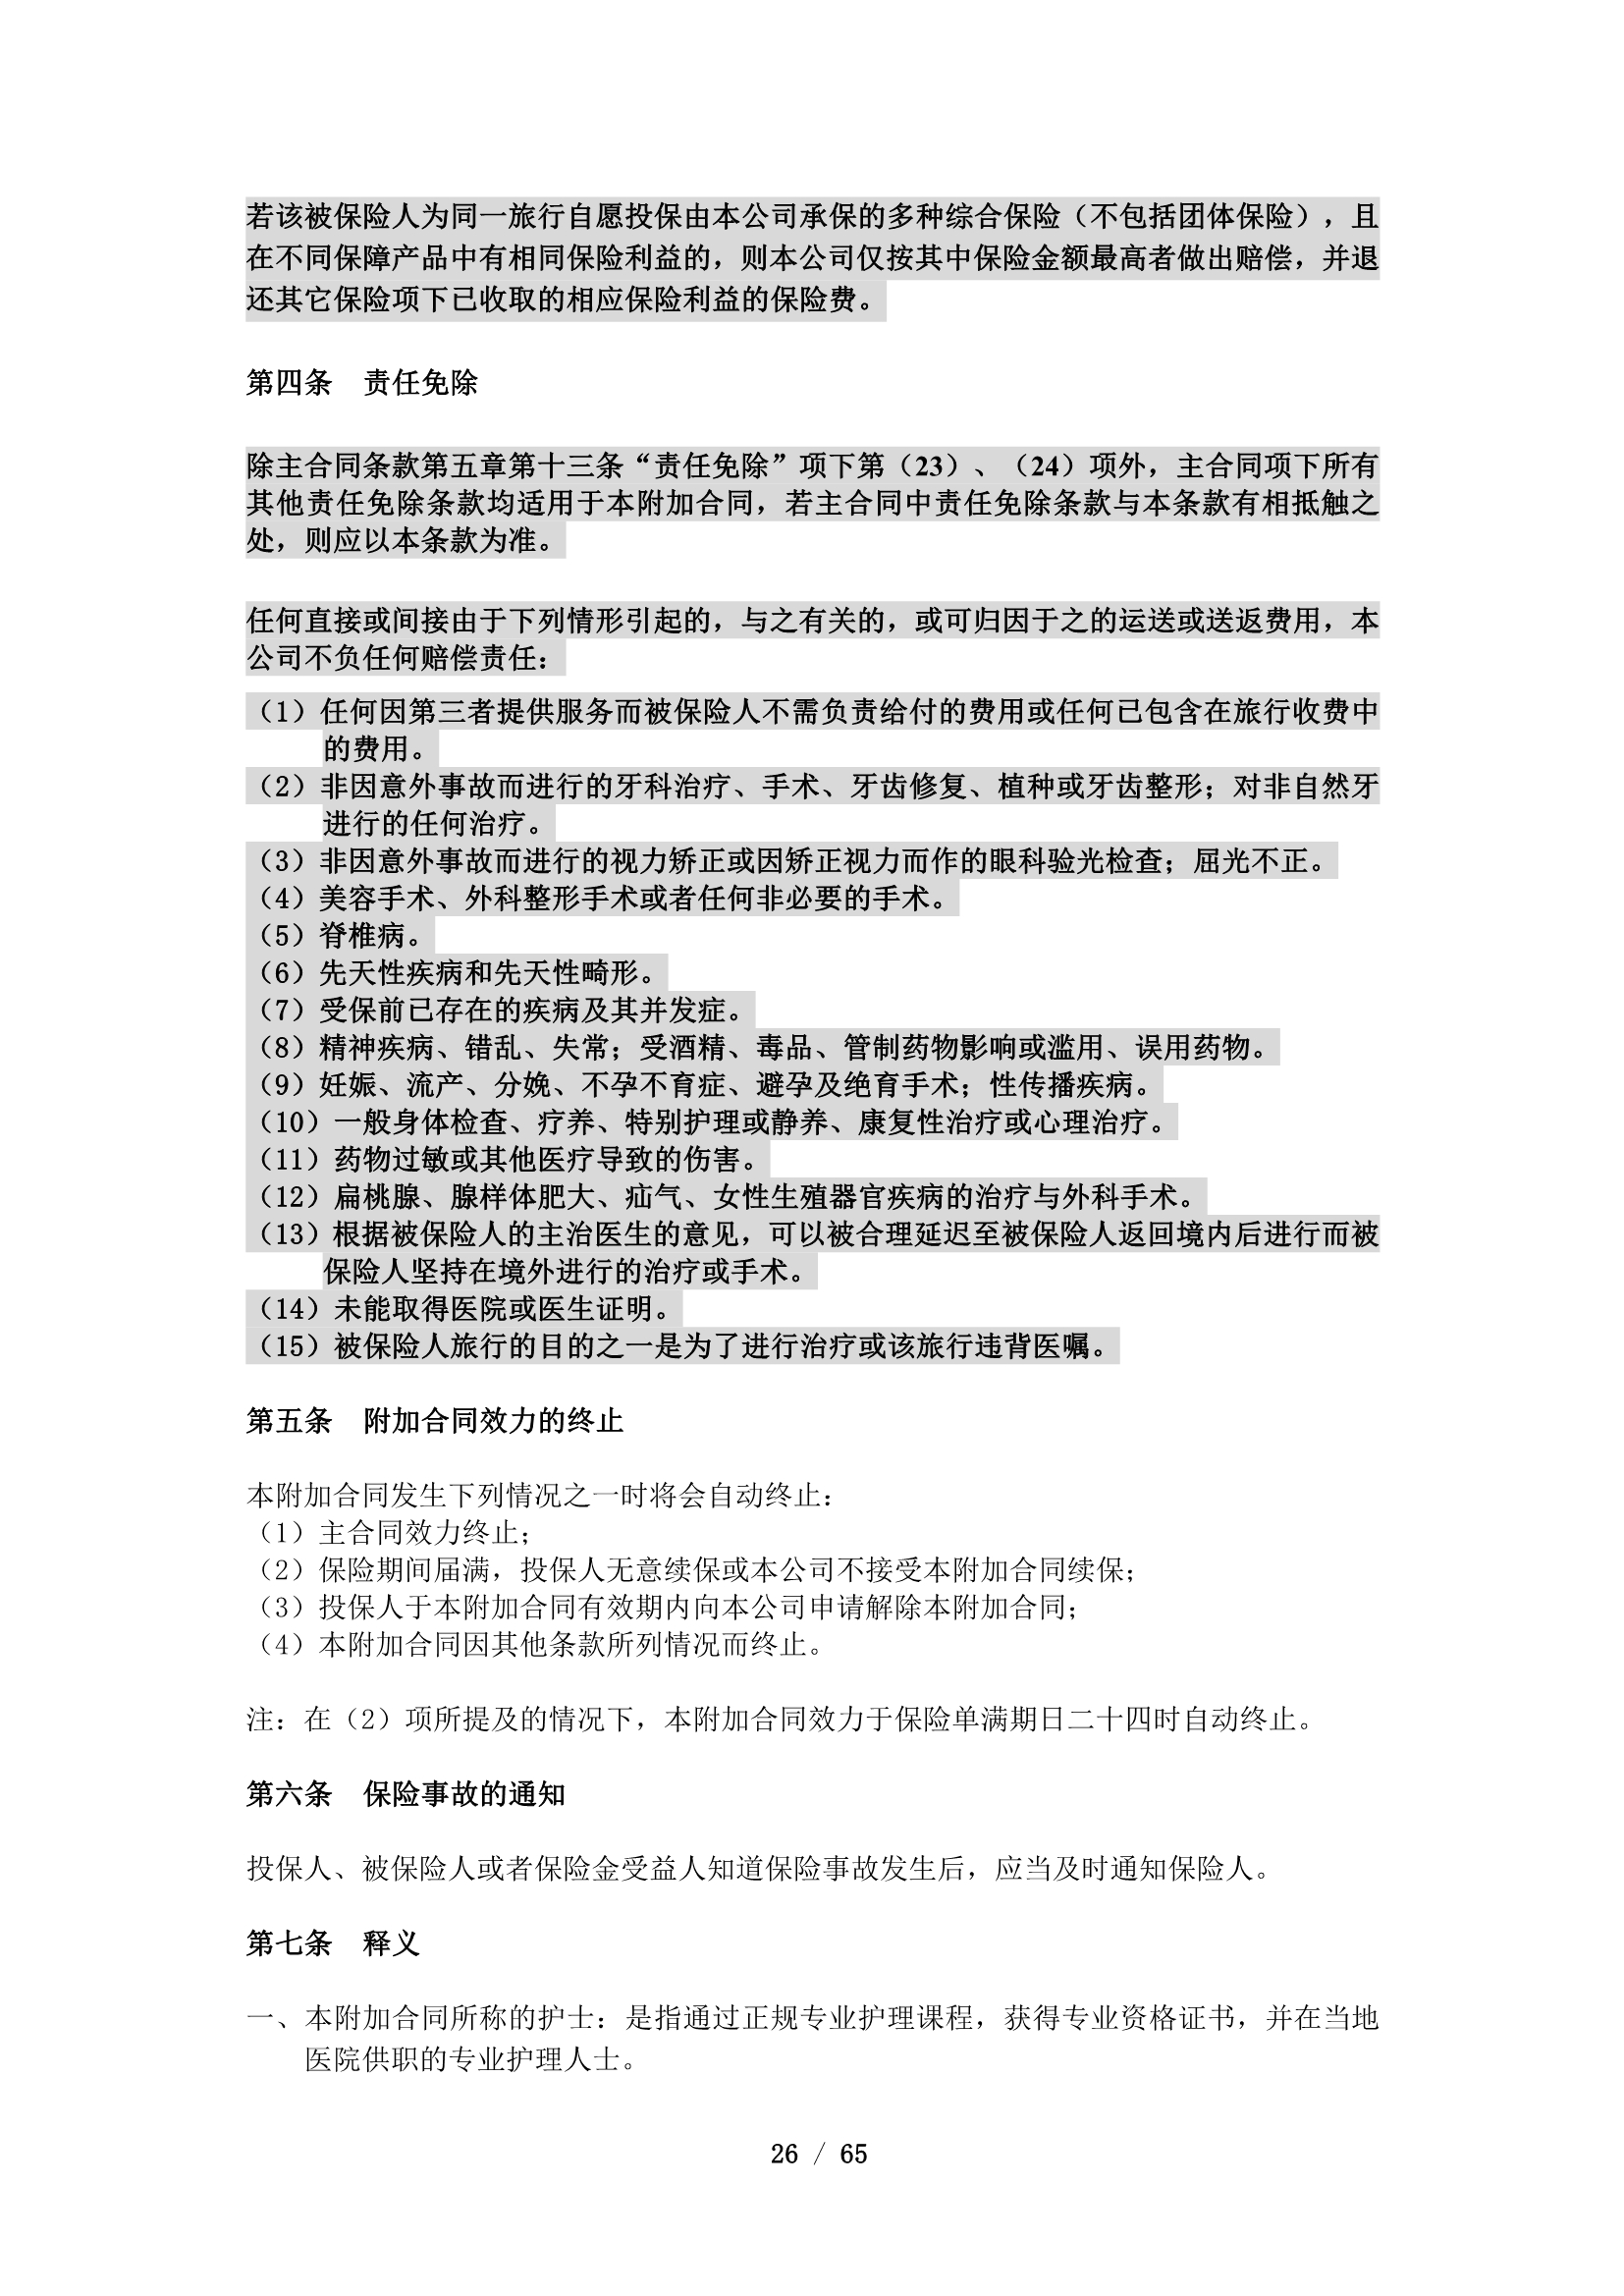 若该被保险人为同一旅行自愿投保由本公司承保的多种综合保险（不包括团体保险），且
在不同保障产品中有相同保险利益的，则本公司仅按其中保险金额最高者做出赔偿，并退
还其它保险项下已收取的相应保险利益的保险费。
第四条　责任免除
除主合同条款第五章第十三条“责任免除”项下第（23）、（24）项外，主合同项下所有
其他责任免除条款均适用于本附加合同，若主合同中责任免除条款与本条款有相抵触之
处，则应以本条款为准。
任何直接或间接由于下列情形引起的，与之有关的，或可归因于之的运送或送返费用，本
公司不负任何赔偿责任：
（1）任何因第三者提供服务而被保险人不需负责给付的费用或任何已包含在旅行收费中
的费用。
（2）非因意外事故而进行的牙科治疗、手术、牙齿修复、植种或牙齿整形；对非自然牙
进行的任何治疗。
（3）非因意外事故而进行的视力矫正或因矫正视力而作的眼科验光检查；屈光不正。
（4）美容手术、外科整形手术或者任何非必要的手术。
（5）脊椎病。
（6）先天性疾病和先天性畸形。
（7）受保前已存在的疾病及其并发症。
（8）精神疾病、错乱、失常；受酒精、毒品、管制药物影响或滥用、误用药物。
（9）妊娠、流产、分娩、不孕不育症、避孕及绝育手术；性传播疾病。
（10）一般身体检查、疗养、特别护理或静养、康复性治疗或心理治疗。
（11）药物过敏或其他医疗导致的伤害。
（12）扁桃腺、腺样体肥大、疝气、女性生殖器官疾病的治疗与外科手术。
（13）根据被保险人的主治医生的意见，可以被合理延迟至被保险人返回境内后进行而被
保险人坚持在境外进行的治疗或手术。
（14）未能取得医院或医生证明。
（15）被保险人旅行的目的之一是为了进行治疗或该旅行违背医嘱。
第五条　附加合同效力的终止
本附加合同发生下列情况之一时将会自动终止：
（1）主合同效力终止；
（2）保险期间届满，投保人无意续保或本公司不接受本附加合同续保；
（3）投保人于本附加合同有效期内向本公司申请解除本附加合同；
（4）本附加合同因其他条款所列情况而终止。
注：在（2）项所提及的情况下，本附加合同效力于保险单满期日二十四时自动终止。
第六条　保险事故的通知
投保人、被保险人或者保险金受益人知道保险事故发生后，应当及时通知保险人。
第七条　释义
一、本附加合同所称的护士：是指通过正规专业护理课程，获得专业资格证书，并在当地
医院供职的专业护理人士。
26 / 65